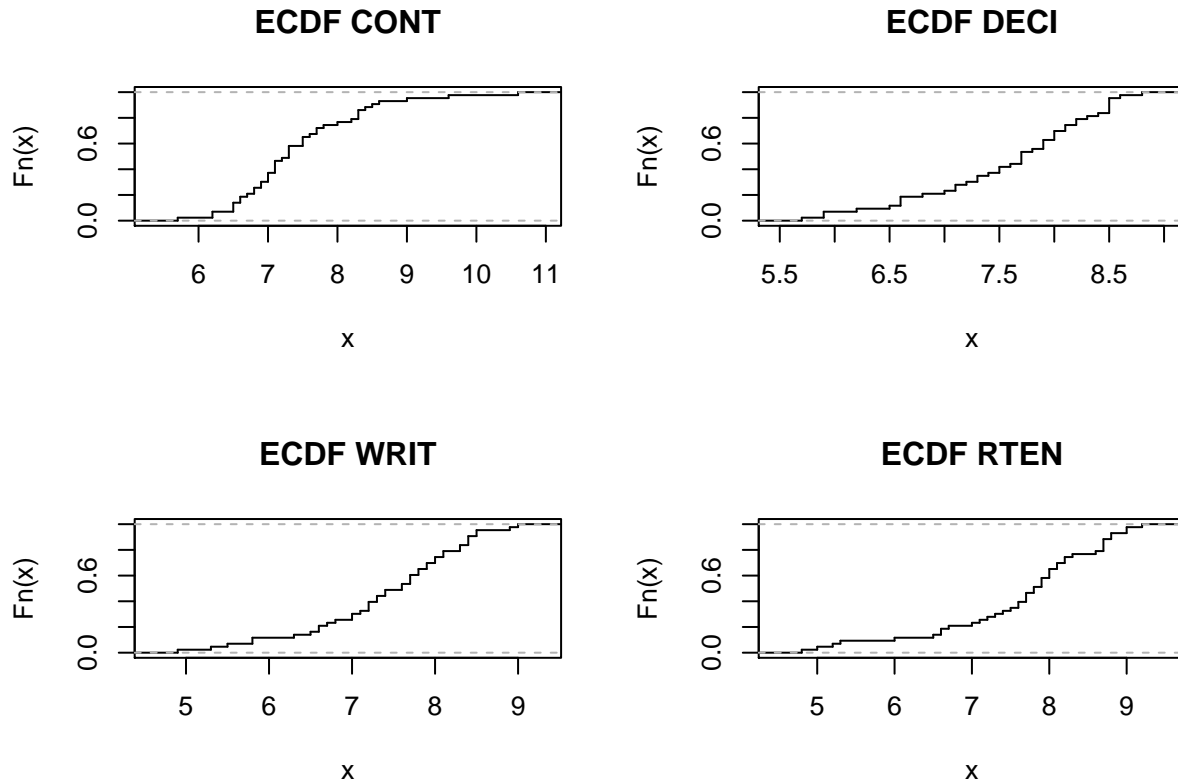 ECDF CONT
Fn(x)
0.0 0.6
6 7 8 9 10 11
x
ECDF DECI
Fn(x)
0.0 0.6
5.5 6.5 7.5 8.5
x
ECDF WRIT
Fn(x)
0.0 0.6
5 6 7 8 9
x
ECDF RTEN
Fn(x)
0.0 0.6
5 6 7 8 9
x